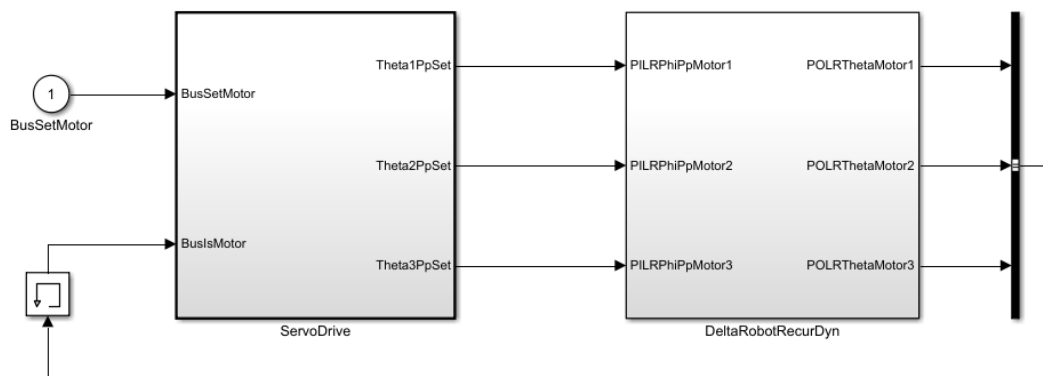 1
BusSetMotor
BusSetMotor
BusIsMotor
Theta1PpSet
Theta2PpSet
Theta3PpSet
ServoDrive
PILRPhiPpMotor1
PILRPhiPpMotor2
PILRPhiPpMotor3
POLRThetaMotor1
POLRThetaMotor2
POLRThetaMotor3
DeltaRobotRecurDyn